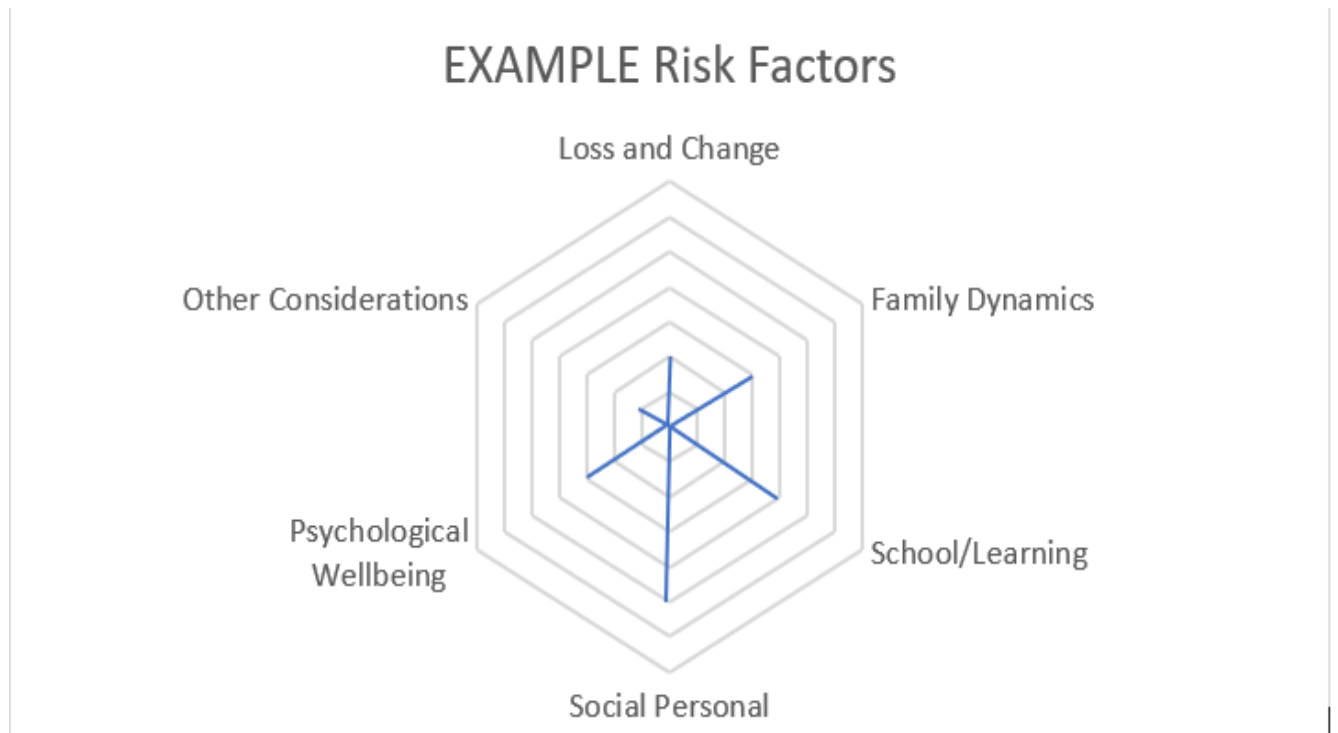 EXAMPLE Risk Factors
Loss and Change
Other Considerations
Family Dynamics
Psychological
Wellbeing
School/Learning
Social Personal